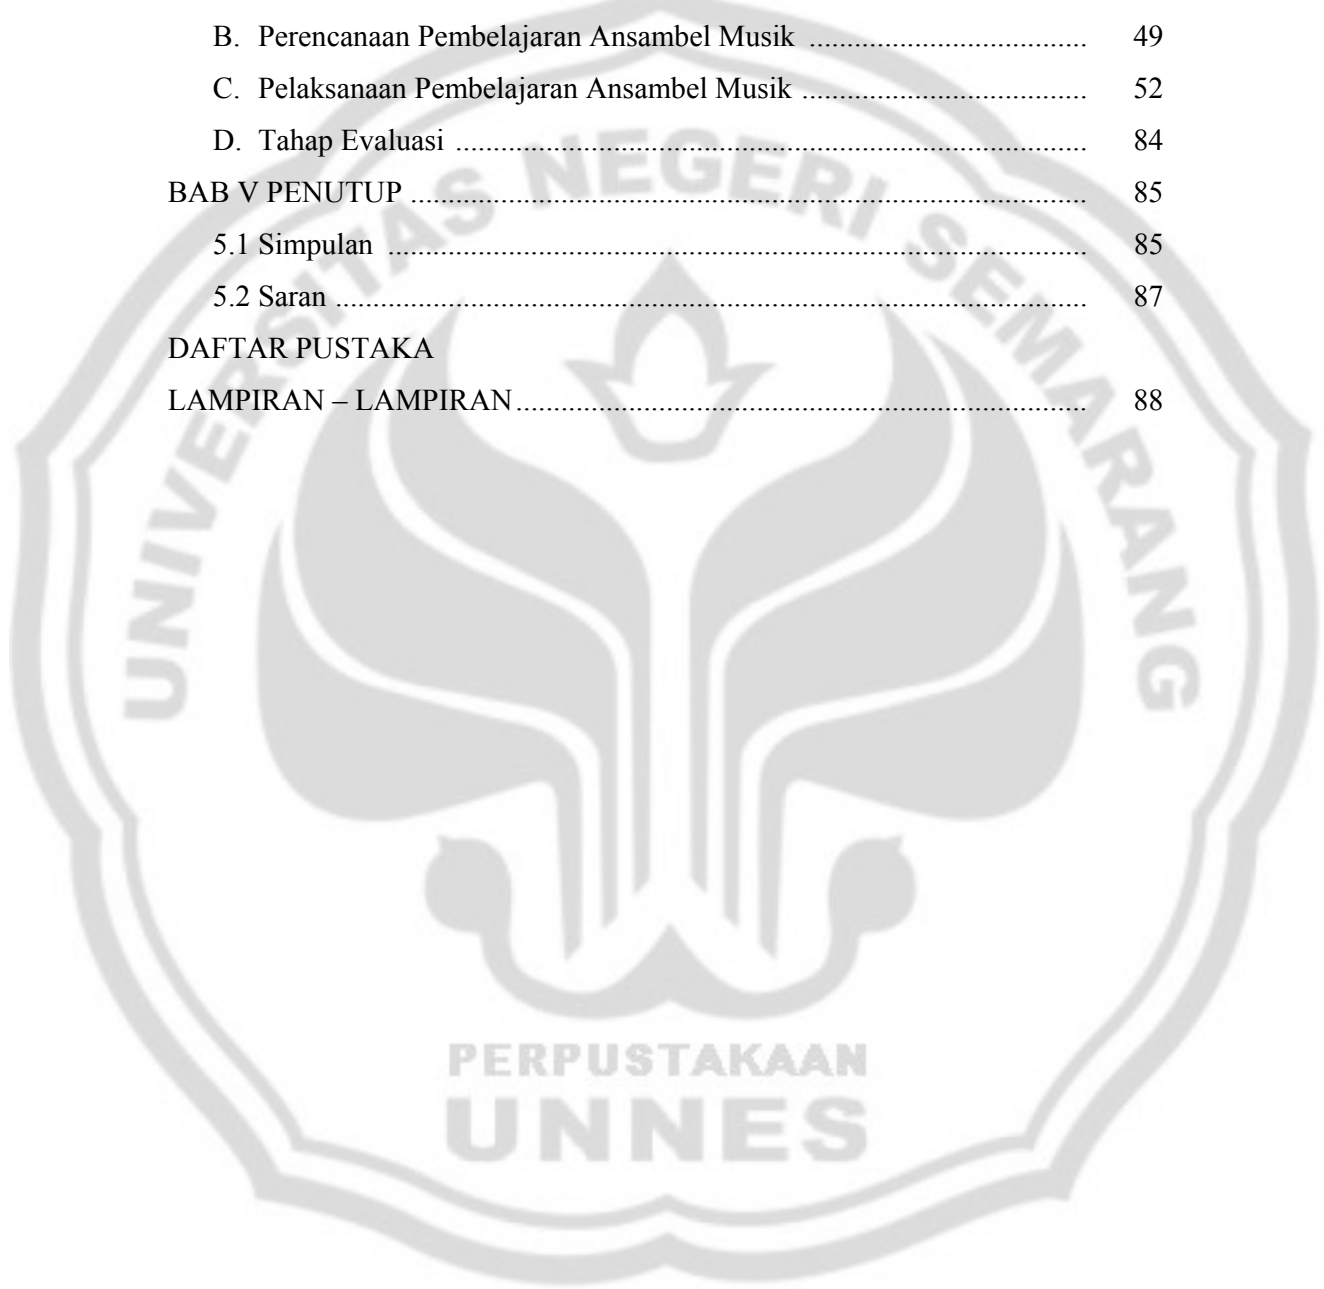 B. Perencanaan Pembelajaran Ansambel Musik ..................................... 49
C. Pelaksanaan Pembelajaran Ansambel Musik ...................................... 52
D. Tahap Evaluasi .................................................................................... 84
BAB V PENUTUP .......................................................................................... 85
5.1 Simpulan ............................................................................................. 85
5.2 Saran .................................................................................................... 87
DAFTAR PUSTAKA
LAMPIRAN – LAMPIRAN ............................................................................ 88
UNIVERSITAS NEGERI SEMARANG
PERPUSTAKAAN
UNNES